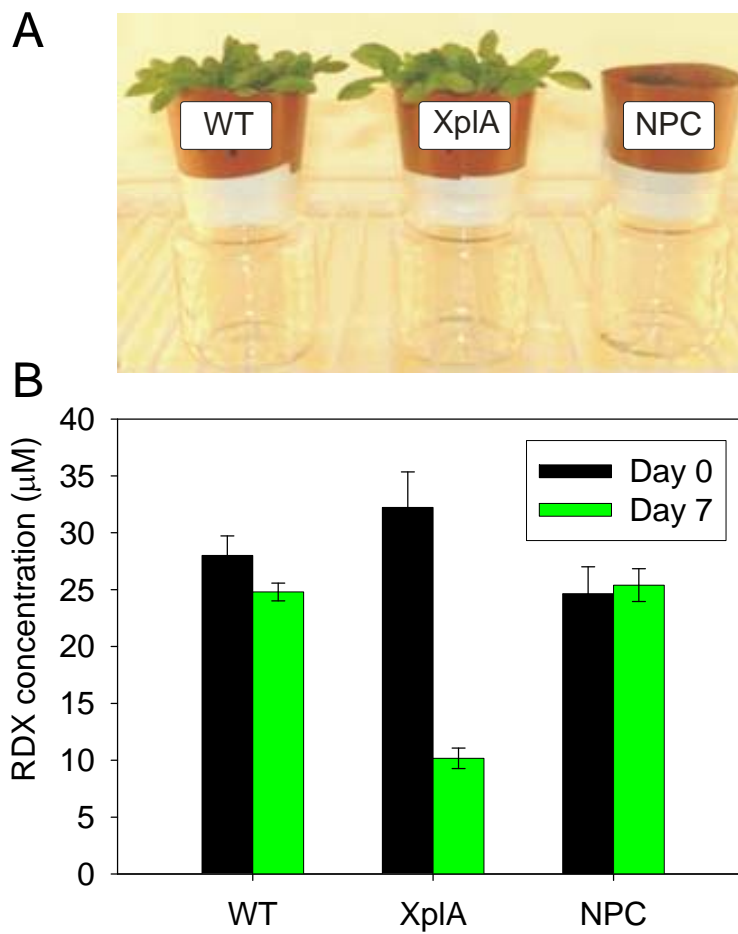 A
WT XplA NPC
B
RDX concentration (μM)
40
35
30
25
20
15
10
5
0
Day 0
Day 7
WT XplA NPC